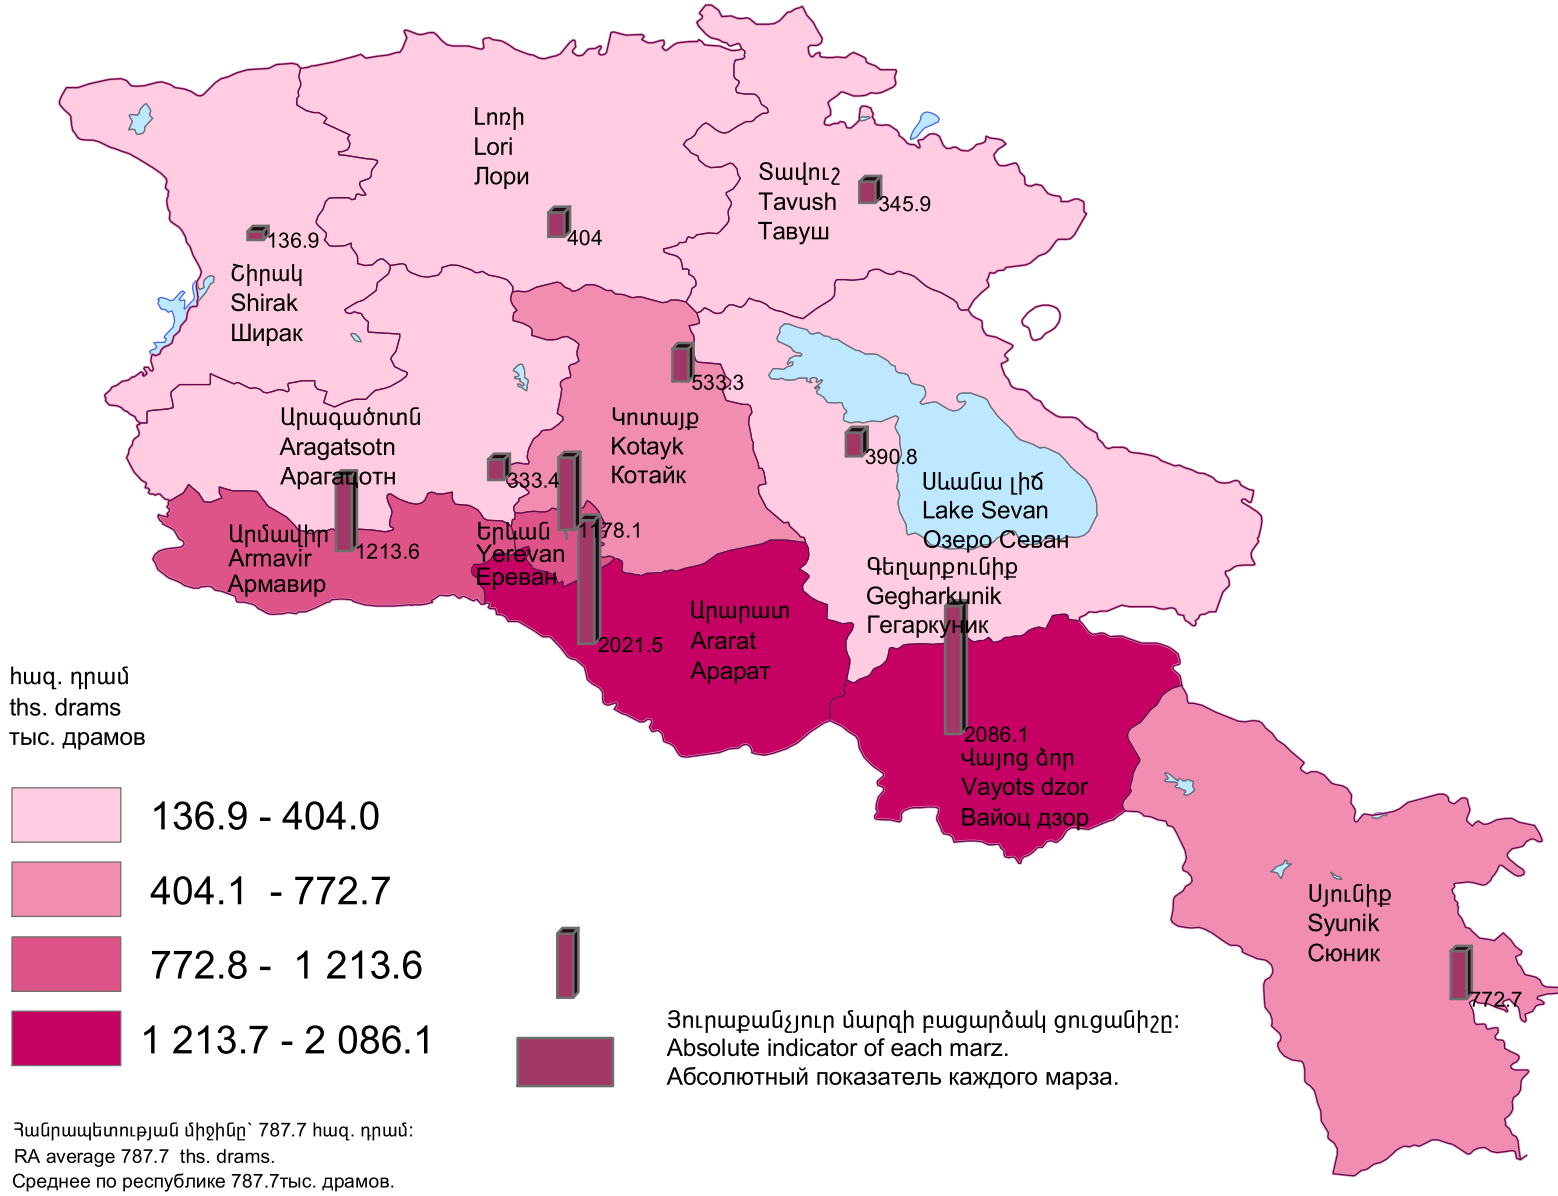 Լոռի
Lori
Лори
404
Տավուշ
Tavush
Тавуш
345.9
136.9
Շիրակ
Shirak
Ширак
533.3
Արագածոտն
Aragatsotn
Арагацотн
333.4
Կոտայք
Kotayk
Котайк
390.8
Սևանա լիճ
Lake Sevan
Озеро Севан
Արմավիր
Armavir
Армавир
1213.6
Երևան
Yerevan
Ереван
1178.1
Գեղարքունիք
Gegharkunik
Гегаркуник
2021.5
Արարատ
Ararat
Арарат
2086.1
Վայոց ձոր
Vayots dzor
Вайоц дзор
Սյունիք
Syunik
Сюник
772.7
հազ. դրամ
ths. drams
тыс. драмов
136.9 - 404.0
404.1 - 772.7
772.8 - 1 213.6
1 213.7 - 2 086.1
Յուրաքանչյուր մարզի բացարձակ ցուցանիշը:
Absolute indicator of each marz.
Абсолютный показатель каждого марза.
Հանրապետության միջինը` 787.7 հազ. դրամ:
RA average 787.7 ths. drams.
Среднее по республике 787.7тыс. драмов.